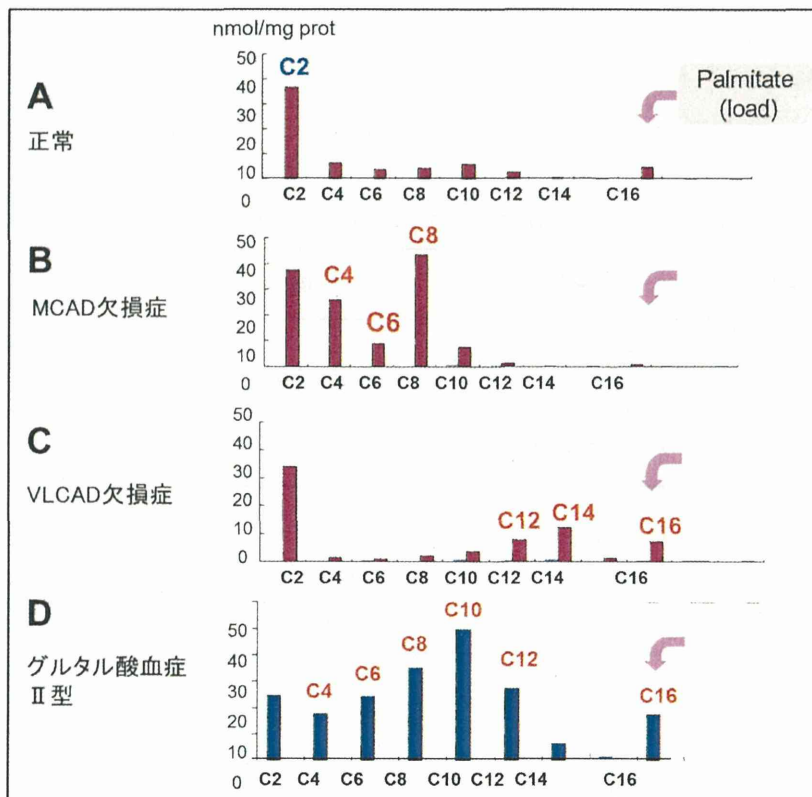 nmol/mg prot
A
正常
50
40
30
20
10
0
C2
Palmitate
(load)
C2 C4 C6 C8 C10 C12 C14 C16
B
MCAD欠損症
50
40
30
20
10
0
C4
C6
C8
C2 C4 C6 C8 C10 C12 C14 C16
C
VLCAD欠損症
50
40
30
20
10
0
C12
C14
C16
C2 C4 C6 C8 C10 C12 C14 C16
D
グルタル酸血症
Ⅱ型
50
40
30
20
10
0
C4
C6
C8
C10
C12
C16
C2 C4 C6 C8 C10 C12 C14 C16